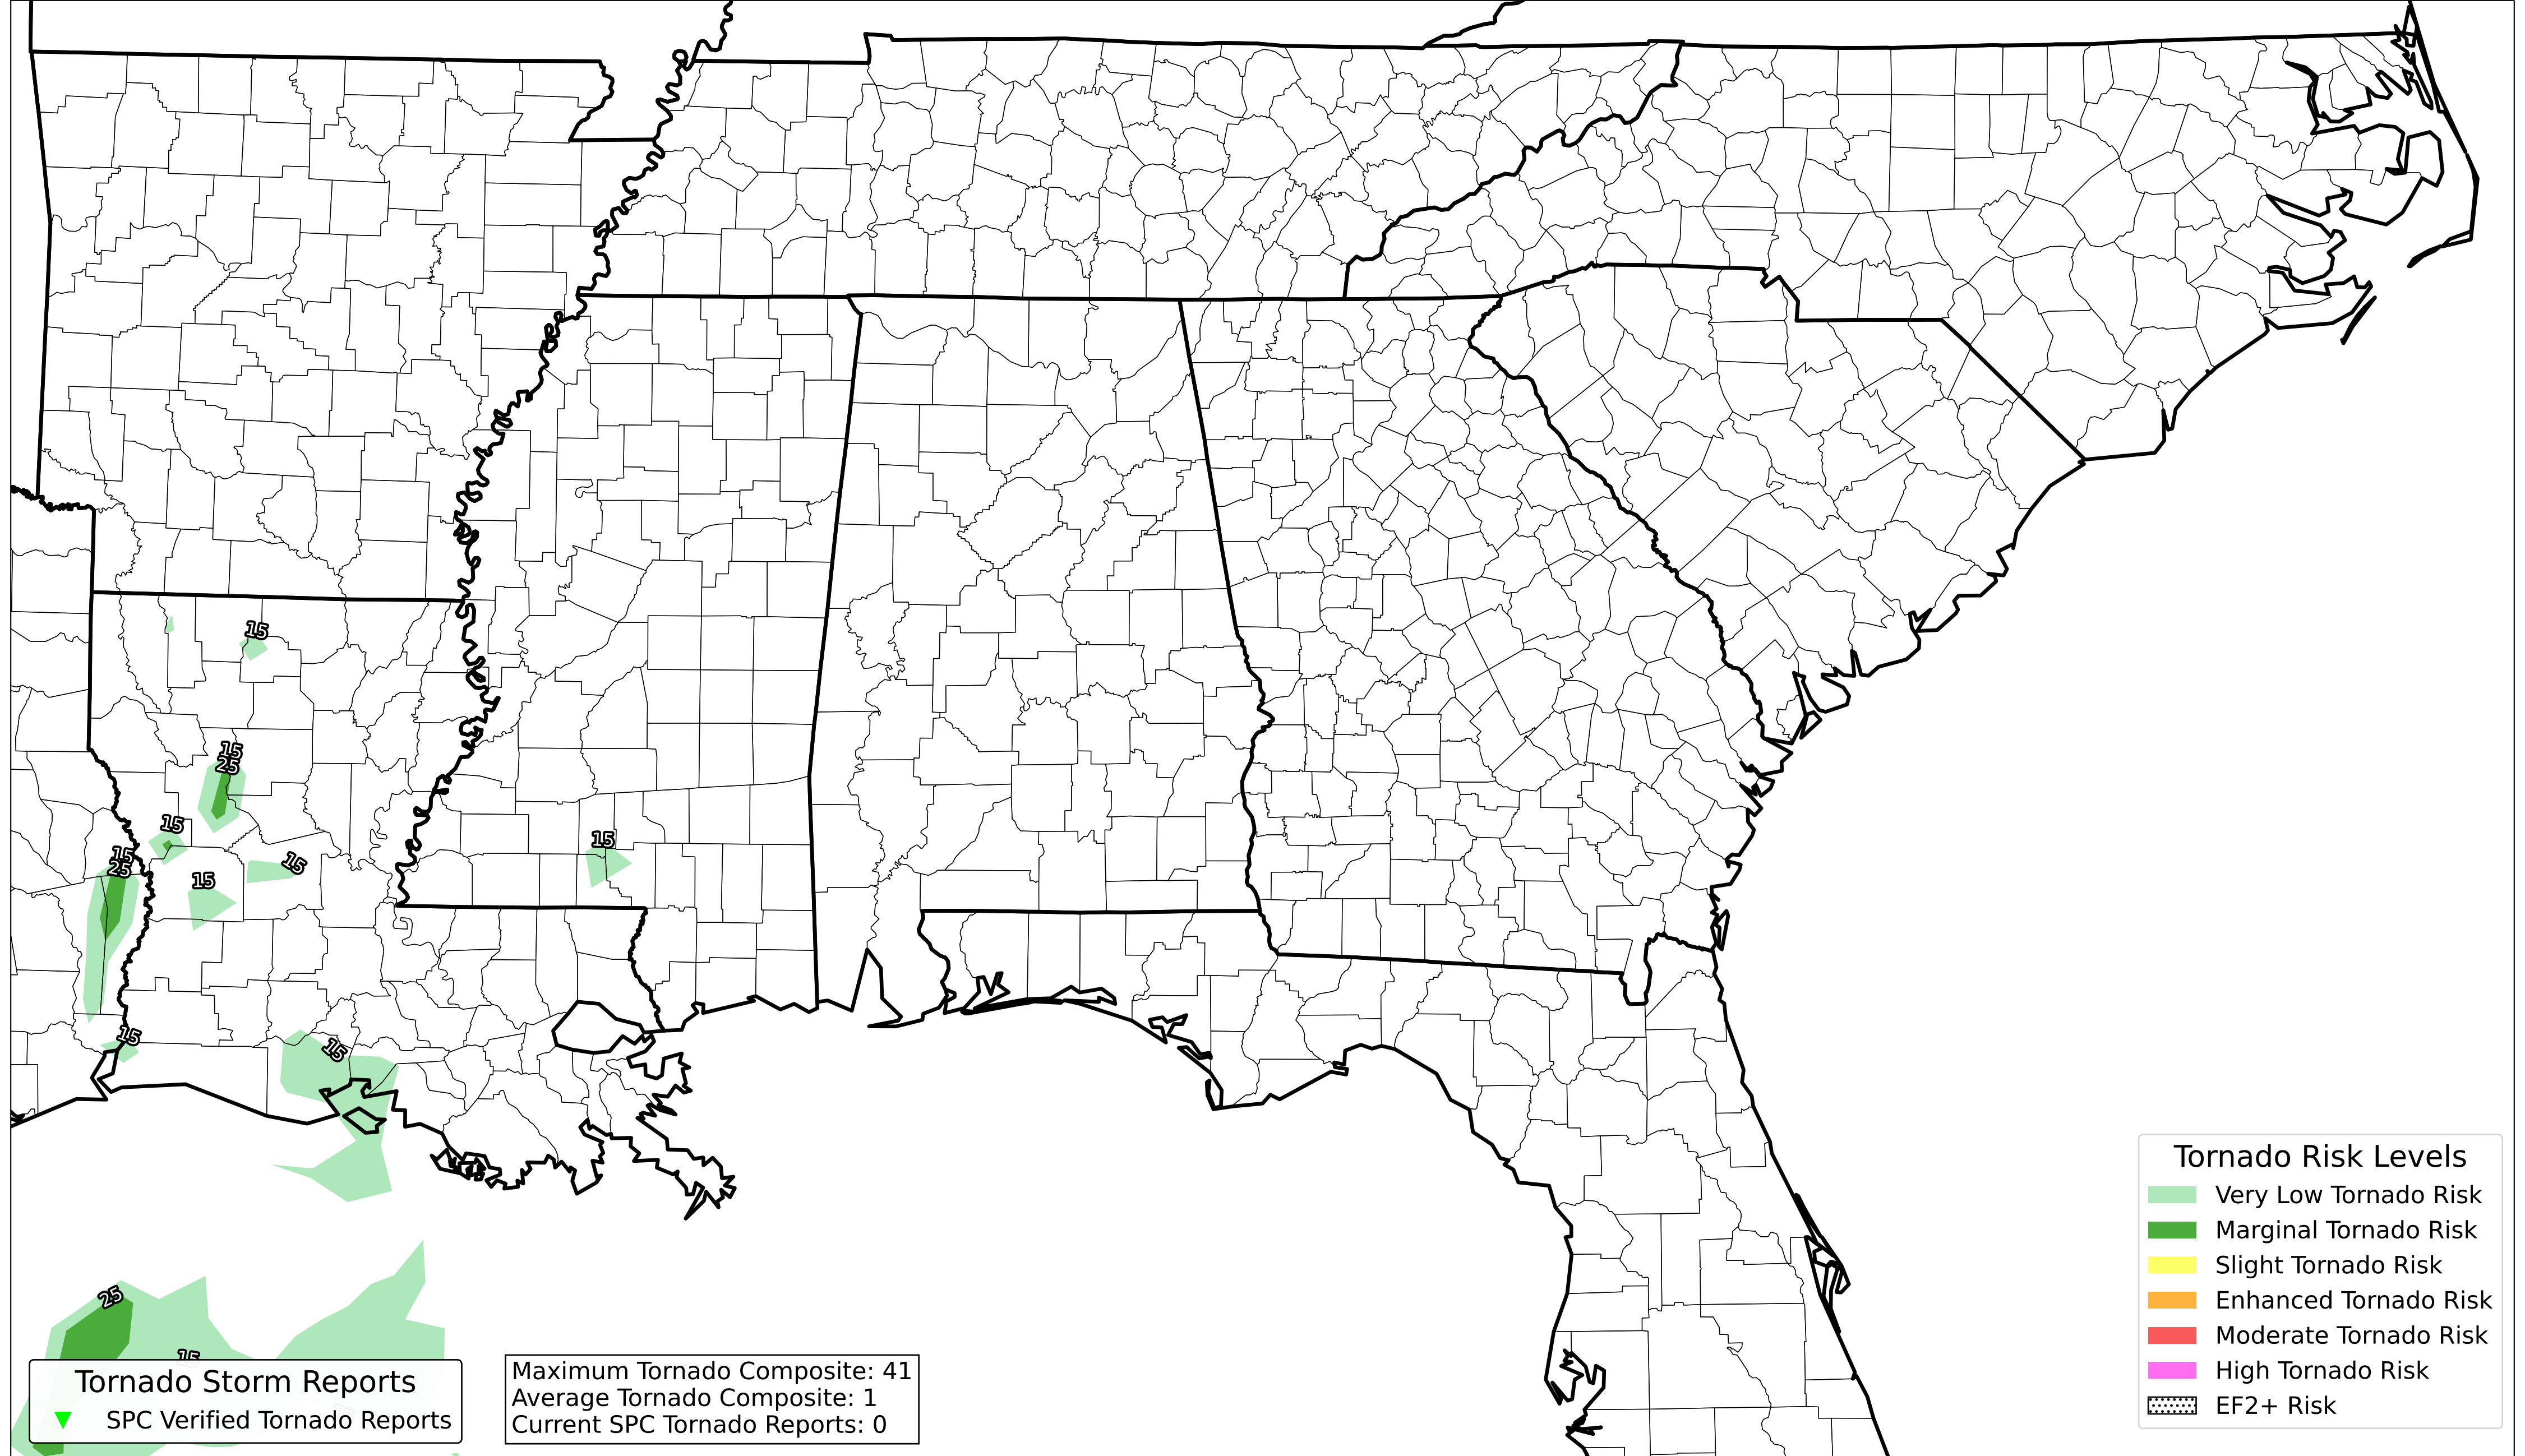 15
15
25
15
15
25
15
15
15
15
15
25
15
Tornado Storm Reports
SPC Verified Tornado Reports
Maximum Tornado Composite: 41
Average Tornado Composite: 1
Current SPC Tornado Reports: 0
Tornado Risk Levels
Very Low Tornado Risk
Marginal Tornado Risk
Slight Tornado Risk
Enhanced Tornado Risk
Moderate Tornado Risk
High Tornado Risk
EF2+ Risk